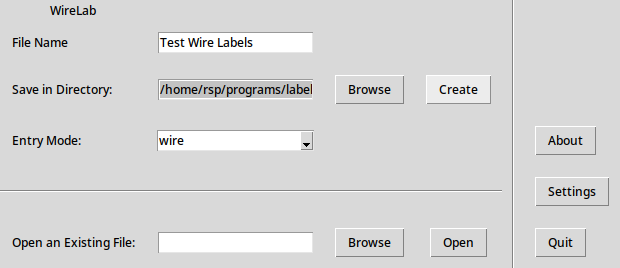 WireLab
File Name Test Wire Labels
Save in Directory: /home/rsp/programs/label Browse Create
Entry Mode: wire
About
Settings
Open an Existing File: Browse Open Quit